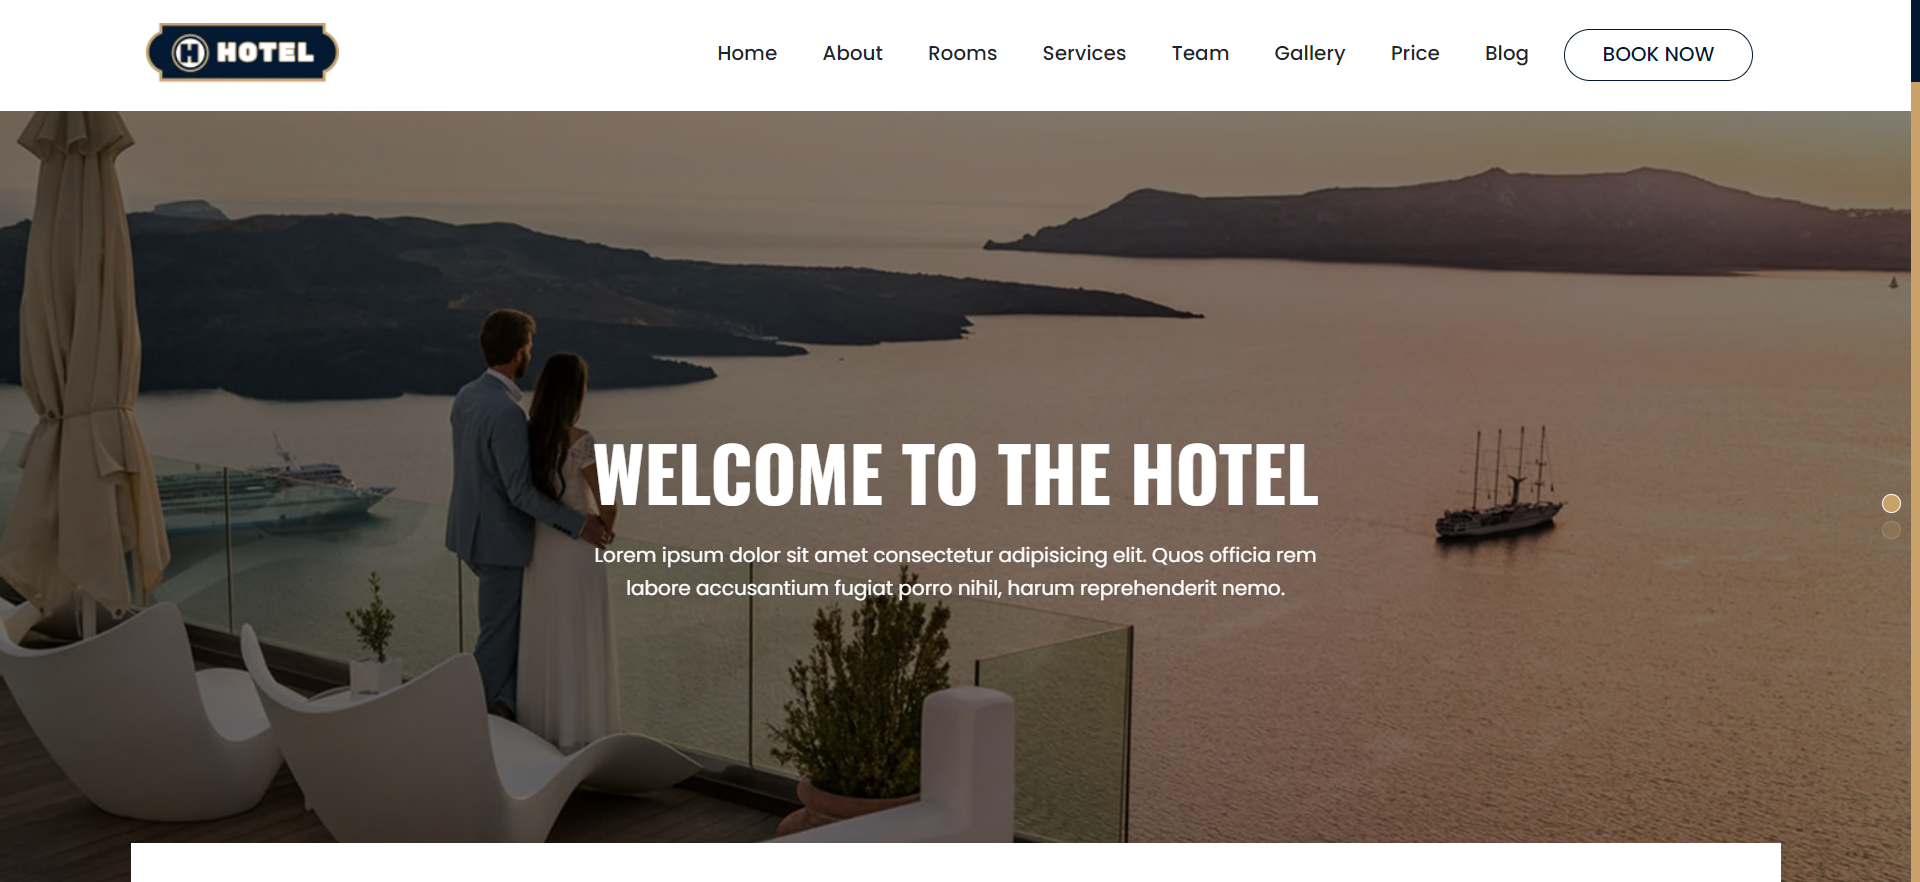 H HOTEL
Home About Rooms Services Team Gallery Price Blog BOOK NOW
WELCOME TO THE HOTEL
Lorem ipsum dolor sit amet consectetur adipisicing elit. Quos officia rem
labore accusantium fugiat porro nihil, harum reprehenderit nemo.